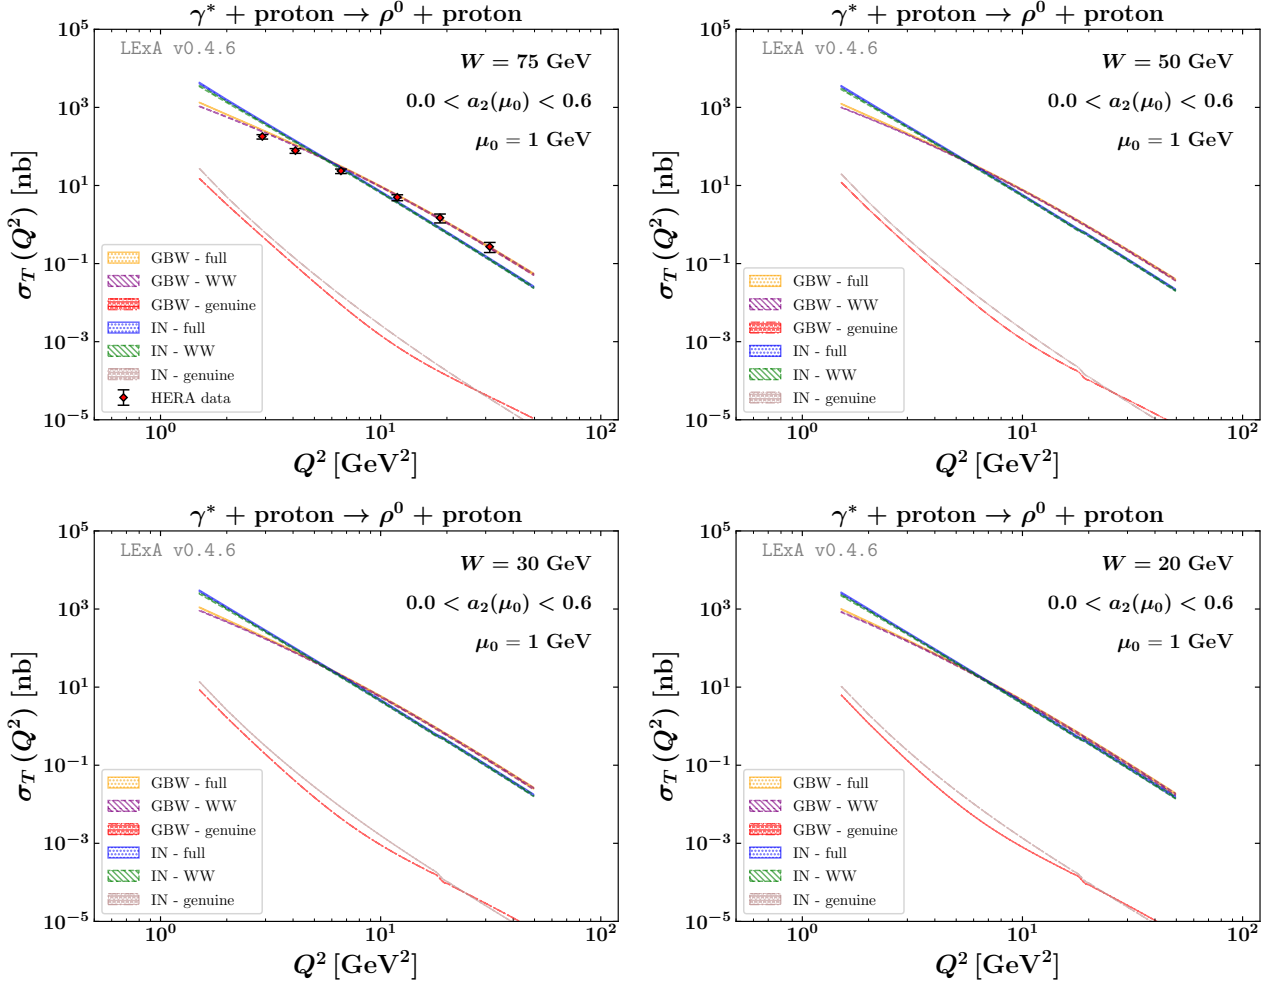 γ* + proton → ρ⁰ + proton
LExA v0.4.6
W = 75 GeV
0.0 < a₂(μ₀) < 0.6
μ₀ = 1 GeV
σ_T (Q²) [nb]
10⁵
10³
10¹
10⁻¹
10⁻³
10⁻⁵
GBW - full
GBW - WW
GBW - genuine
IN - full
IN - WW
IN - genuine
HERA data
10⁰ 10¹ 10²
Q² [GeV²]
γ* + proton → ρ⁰ + proton
LExA v0.4.6
W = 50 GeV
0.0 < a₂(μ₀) < 0.6
μ₀ = 1 GeV
σ_T (Q²) [nb]
10⁵
10³
10¹
10⁻¹
10⁻³
10⁻⁵
GBW - full
GBW - WW
GBW - genuine
IN - full
IN - WW
IN - genuine
10⁰ 10¹ 10²
Q² [GeV²]
γ* + proton → ρ⁰ + proton
LExA v0.4.6
W = 30 GeV
0.0 < a₂(μ₀) < 0.6
μ₀ = 1 GeV
σ_T (Q²) [nb]
10⁵
10³
10¹
10⁻¹
10⁻³
10⁻⁵
GBW - full
GBW - WW
GBW - genuine
IN - full
IN - WW
IN - genuine
10⁰ 10¹ 10²
Q² [GeV²]
γ* + proton → ρ⁰ + proton
LExA v0.4.6
W = 20 GeV
0.0 < a₂(μ₀) < 0.6
μ₀ = 1 GeV
σ_T (Q²) [nb]
10⁵
10³
10¹
10⁻¹
10⁻³
10⁻⁵
GBW - full
GBW - WW
GBW - genuine
IN - full
IN - WW
IN - genuine
10⁰ 10¹ 10²
Q² [GeV²]